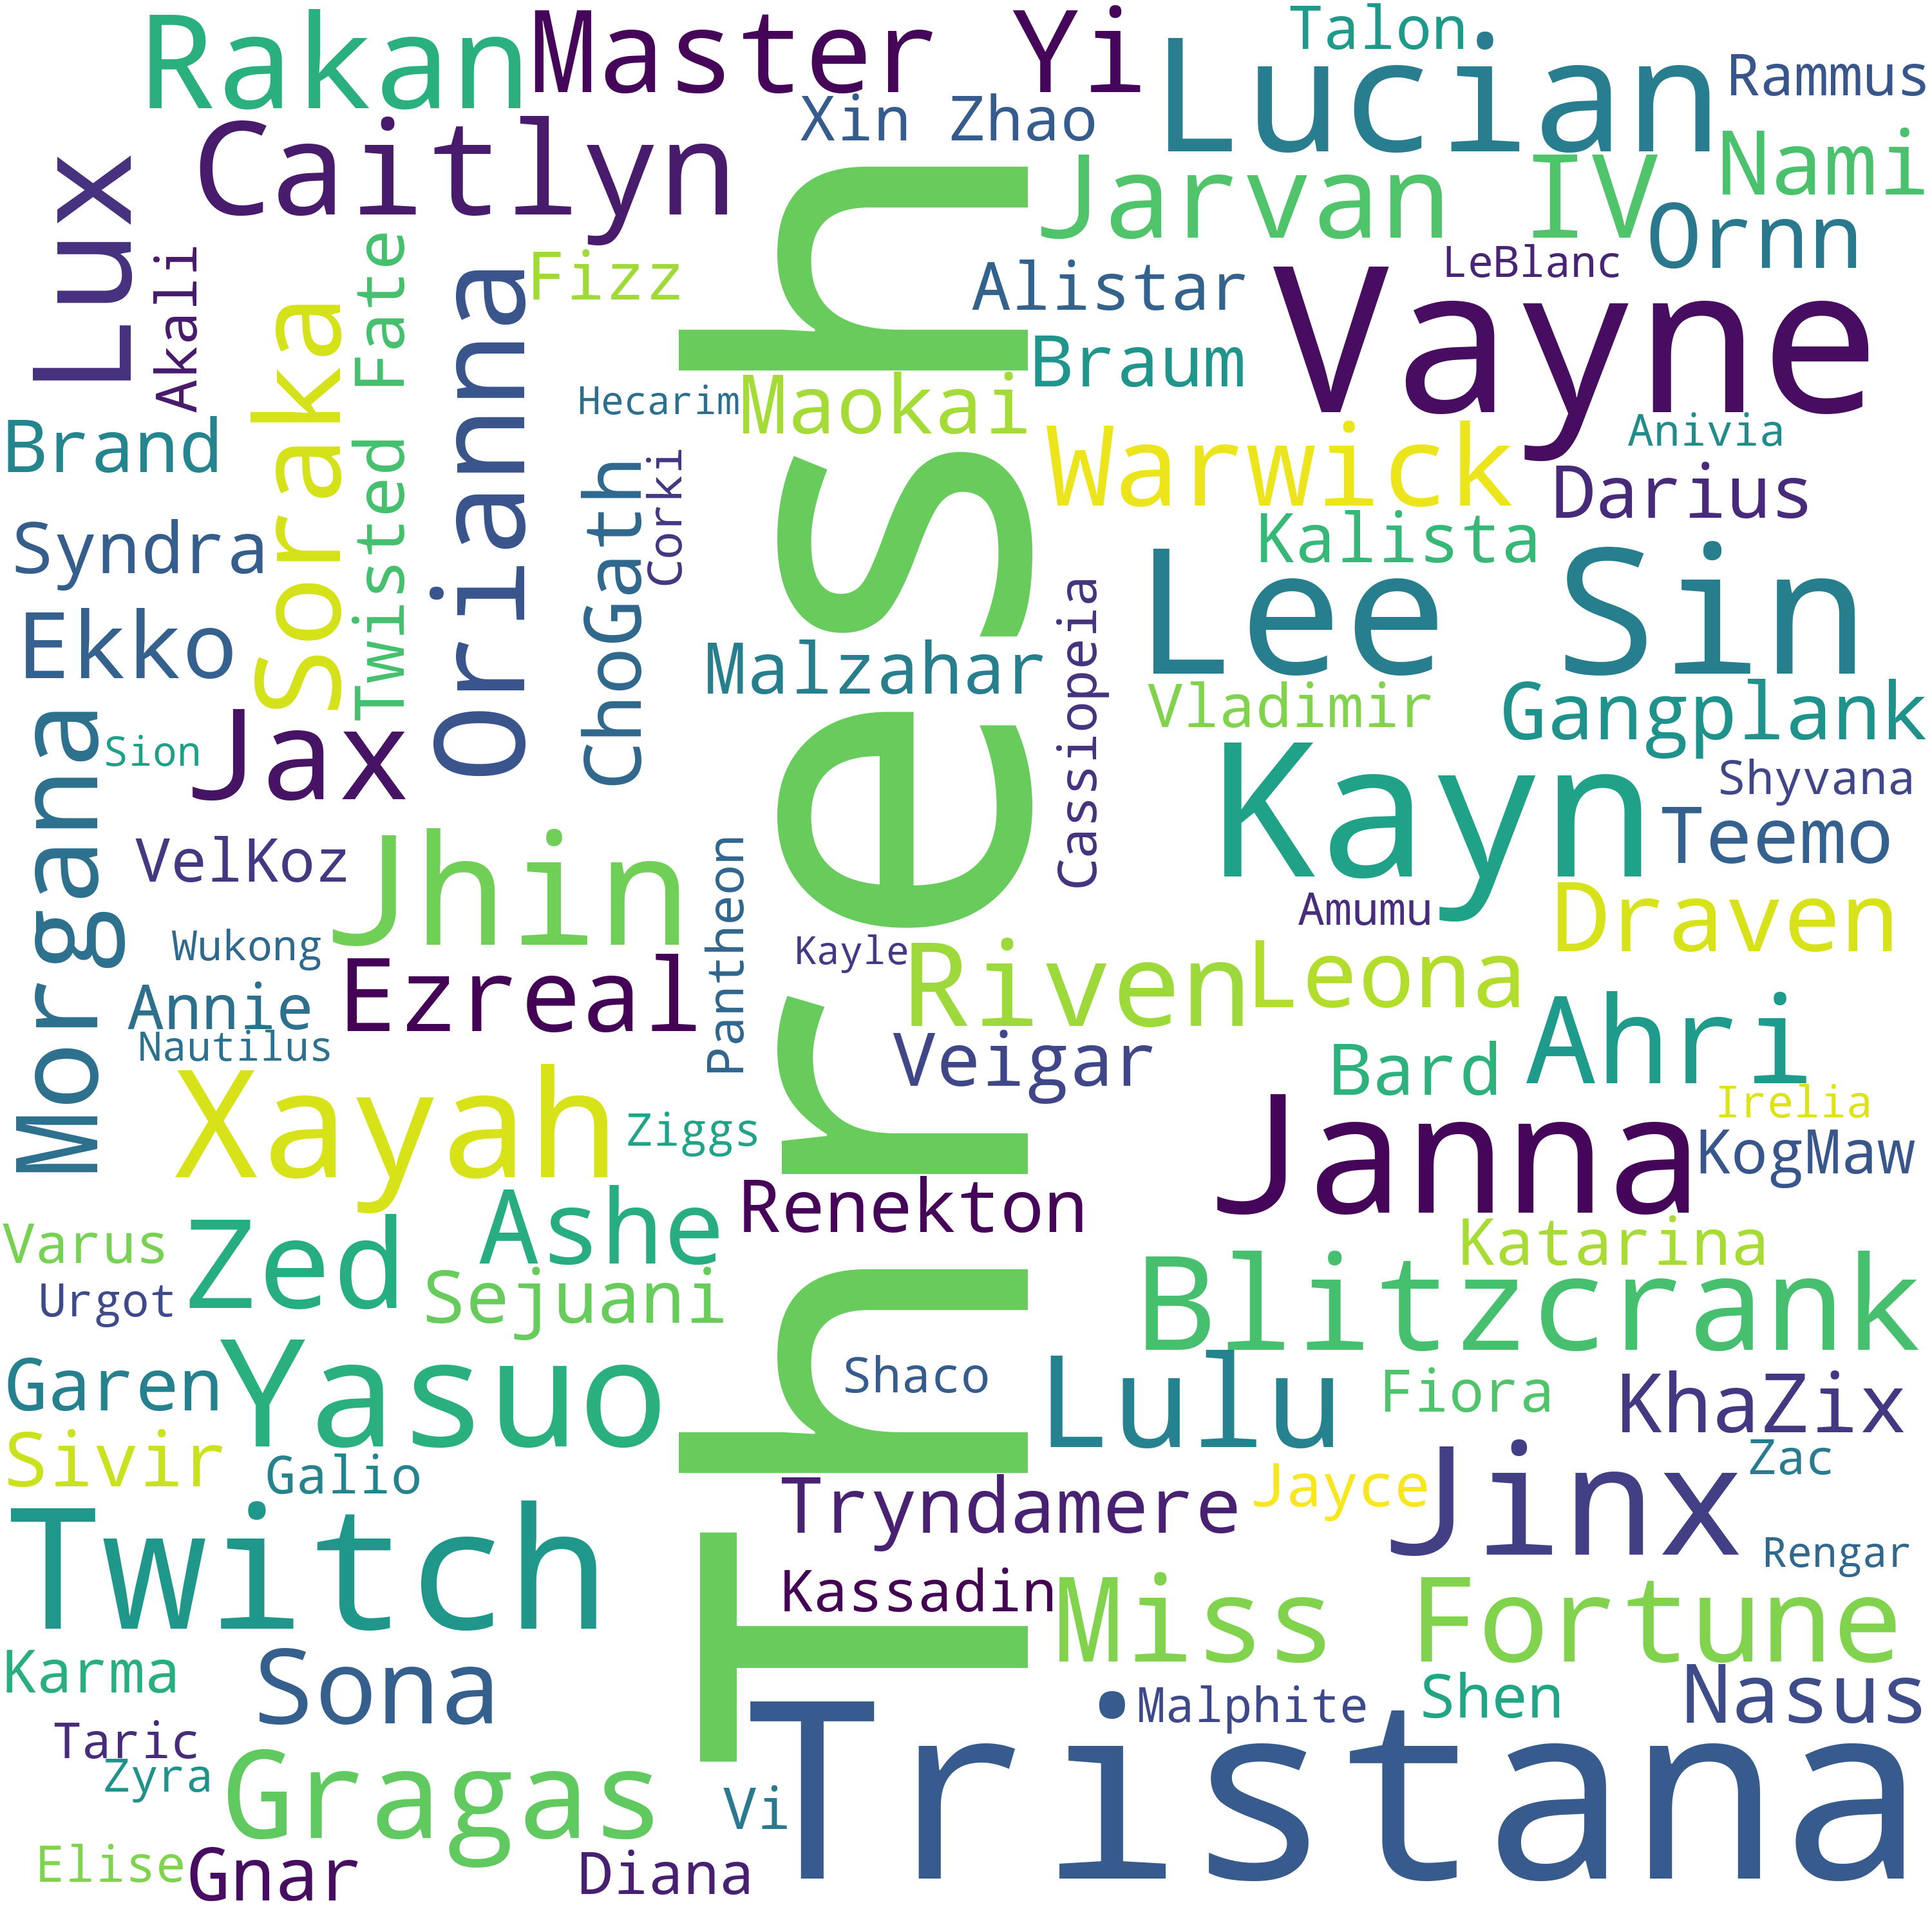 Rakan
Master Yi
Talon
Lucian
Rammus
Xin Zhao
Caitlyn
Lux
Jarvan IV
Nami
Ornn
Akali
Twisted Fate
Fizz
Alistar
LeBlanc
Vayne
Soraka
Orianna
Braum
Hecarim
Maokai
Brand
Corki
Warwick
Anivia
Darius
ChoGath
Syndra
Kalista
Lee Sin
Ekko
Malzahar
Cassiopeia
Vladimir
Gangplank
Morgana
Sion
Jax
Kayn
Shyvana
Teemo
VelKoz
Jhin
Pantheon
Amumu
Draven
Wukong
Kayle
Riven
Leona
Ezreal
Annie
Nautilus
Veigar
Bard
Ahri
Xayah
Ziggs
Janna
Irelia
KogMaw
Thresh
Renekton
Ashe
Varus
Zed
Katarina
Urgot
Sejuani
Blitzcrank
Garen
Yasuo
Shaco
Lulu
Fiora
KhaZix
Sivir
Galio
Jayce
Jinx
Zac
Twitch
Tryndamere
Rengar
Kassadin
Miss Fortune
Karma
Sona
Malphite
Shen
Nasus
Taric
Zyra
Gragas
Vi
Tristana
Elise
Gnar
Diana